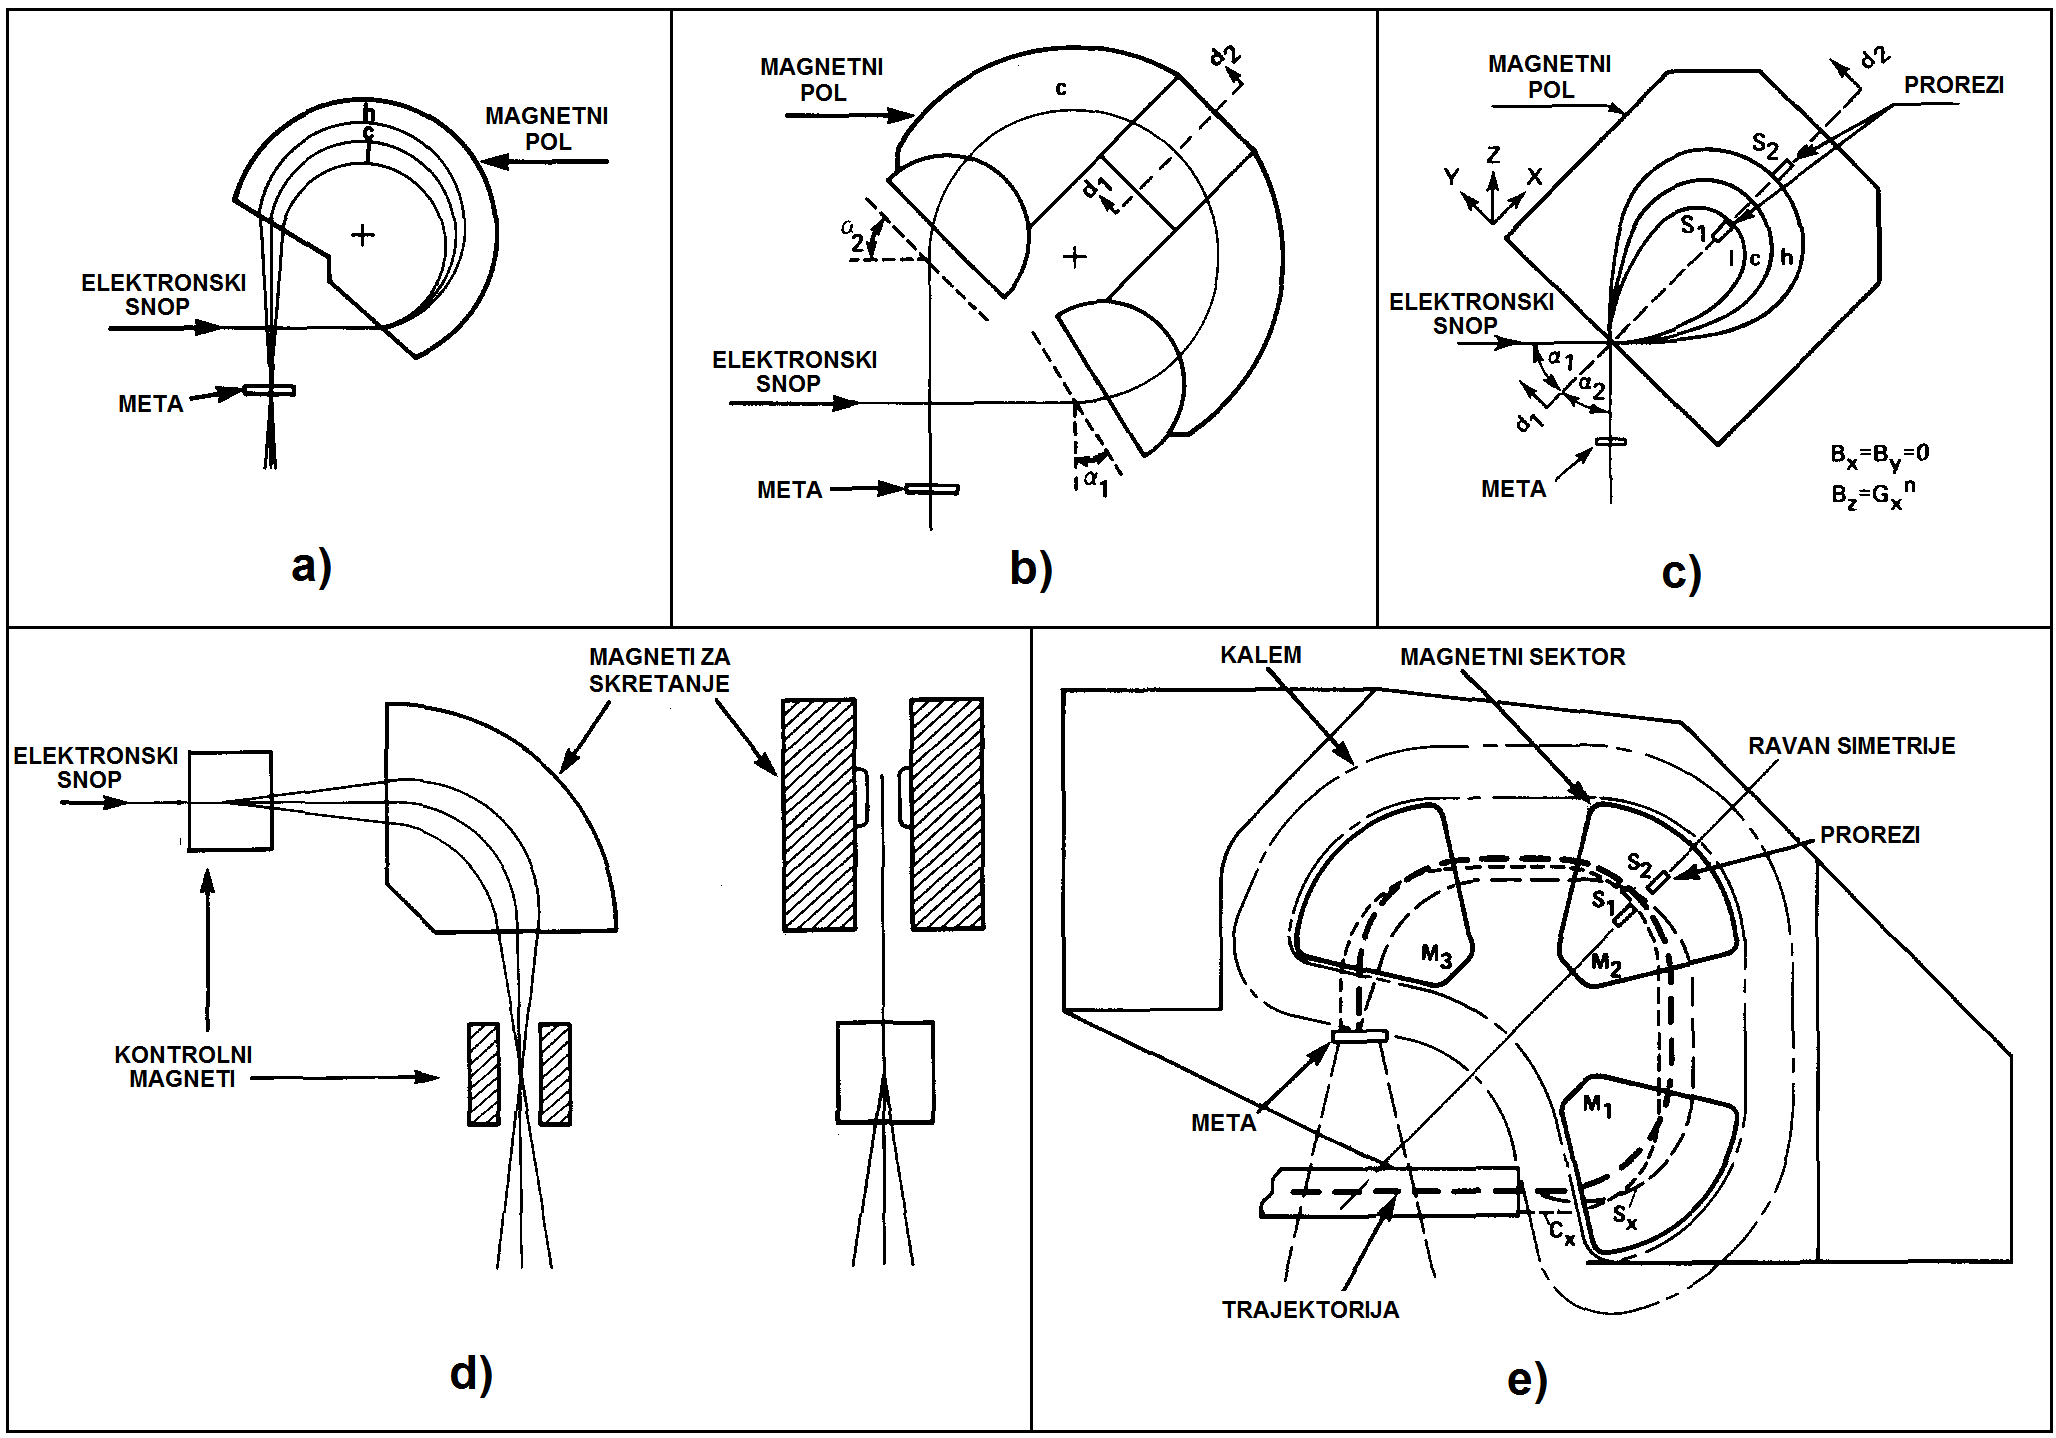 h
c
l
MAGNETNI
POL
ELEKTRONSKI
SNOP
META
a)
MAGNETNI
POL
c
d2
d1
α2
ELEKTRONSKI
SNOP
META
α1
b)
MAGNETNI
POL
d2
PROREZI
S2
Z
Y X
S1
l c h
ELEKTRONSKI
SNOP
α1
α2
d1
META
Bx=By=0
Bz=Gxn
c)
MAGNETI ZA
SKRETANJE
ELEKTRONSKI
SNOP
KONTROLNI
MAGNETI
d)
KALEM
MAGNETNI SEKTOR
RAVAN SIMETRIJE
PROREZI
S2
S1
M3
M2
M1
META
Sx
Cx
TRAJEKTORIJA
e)